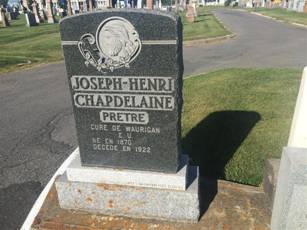 JOSEPH-HENRI
CHAPDELAINE
PRETRE
CURE DE WAURIGAN
E. U.
NE EN 1870
DECEDE EN 1922